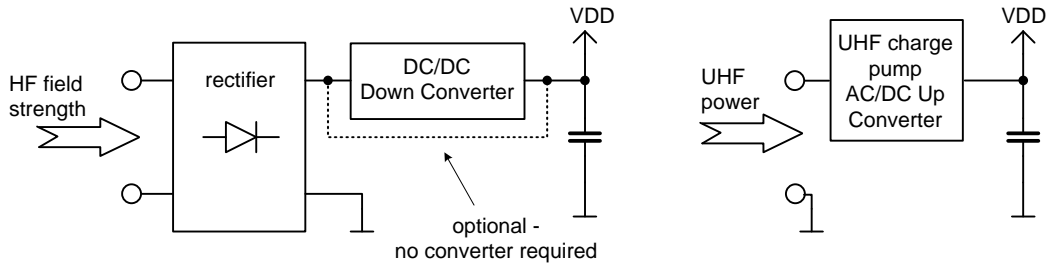 HF field
strength
rectifier
DC/DC
Down Converter
VDD
optional -
no converter required
UHF
power
UHF charge
pump
AC/DC Up
Converter
VDD